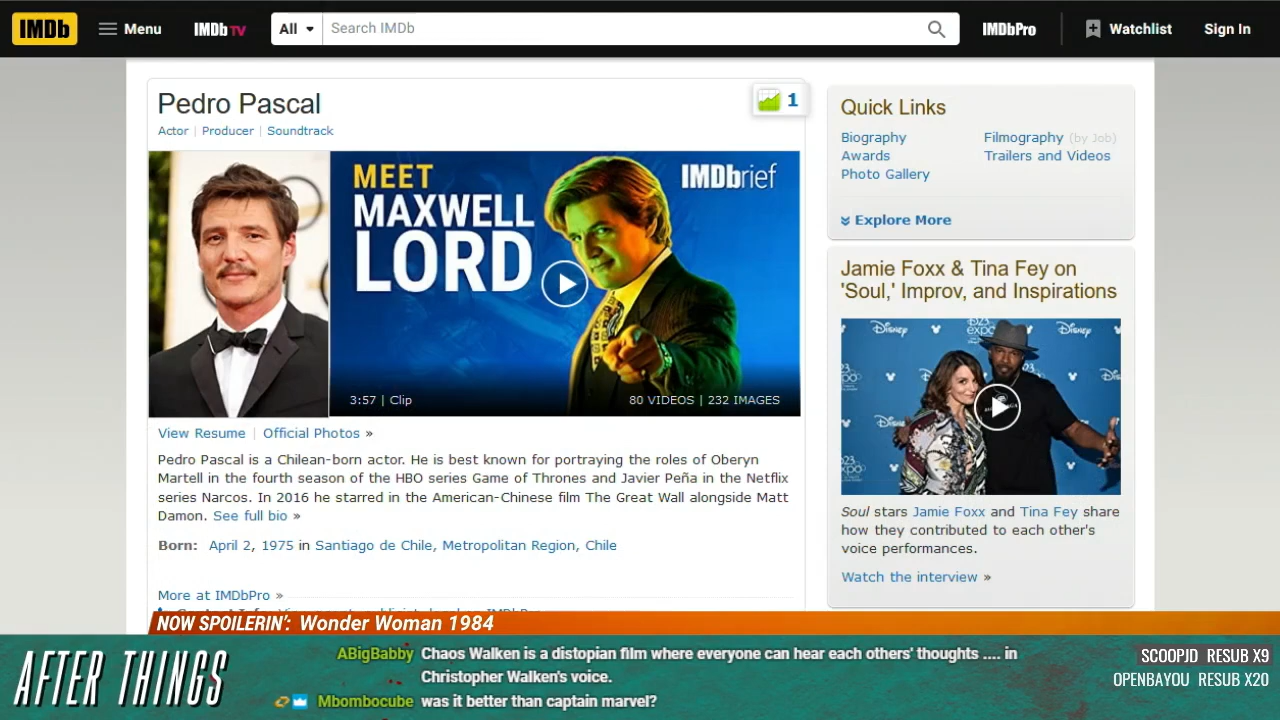 IMDb
Menu
IMDb TV
All
Search IMDb
IMDbPro
Watchlist
Sign In
Pedro Pascal
1
Actor | Producer | Soundtrack
MEET
MAXWELL
LORD
IMDbrief
3:57 | Clip
80 VIDEOS | 232 IMAGES
View Resume | Official Photos »
Pedro Pascal is a Chilean-born actor. He is best known for portraying the roles of Oberyn
Martell in the fourth season of the HBO series Game of Thrones and Javier Peña in the Netflix
series Narcos. In 2016 he starred in the American-Chinese film The Great Wall alongside Matt
Damon. See full bio »
Born: April 2, 1975 in Santiago de Chile, Metropolitan Region, Chile
More at IMDbPro »
Quick Links
Biography
Filmography (by Job)
Awards
Trailers and Videos
Photo Gallery
Explore More
Jamie Foxx & Tina Fey on
'Soul,' Improv, and Inspirations
Disney
D23
EXPO
Disney
Soul stars Jamie Foxx and Tina Fey share
how they contributed to each other's
voice performances.
Watch the interview »
NOW SPOILERIN': Wonder Woman 1984
AFTER THINGS
ABigBabby Chaos Walken is a distopian film where everyone can hear each others' thoughts .... in
Christopher Walken's voice.
Mbombocube was it better than captain marvel?
SCOOPJD RESUB X9
OPENBAYOU RESUB X20